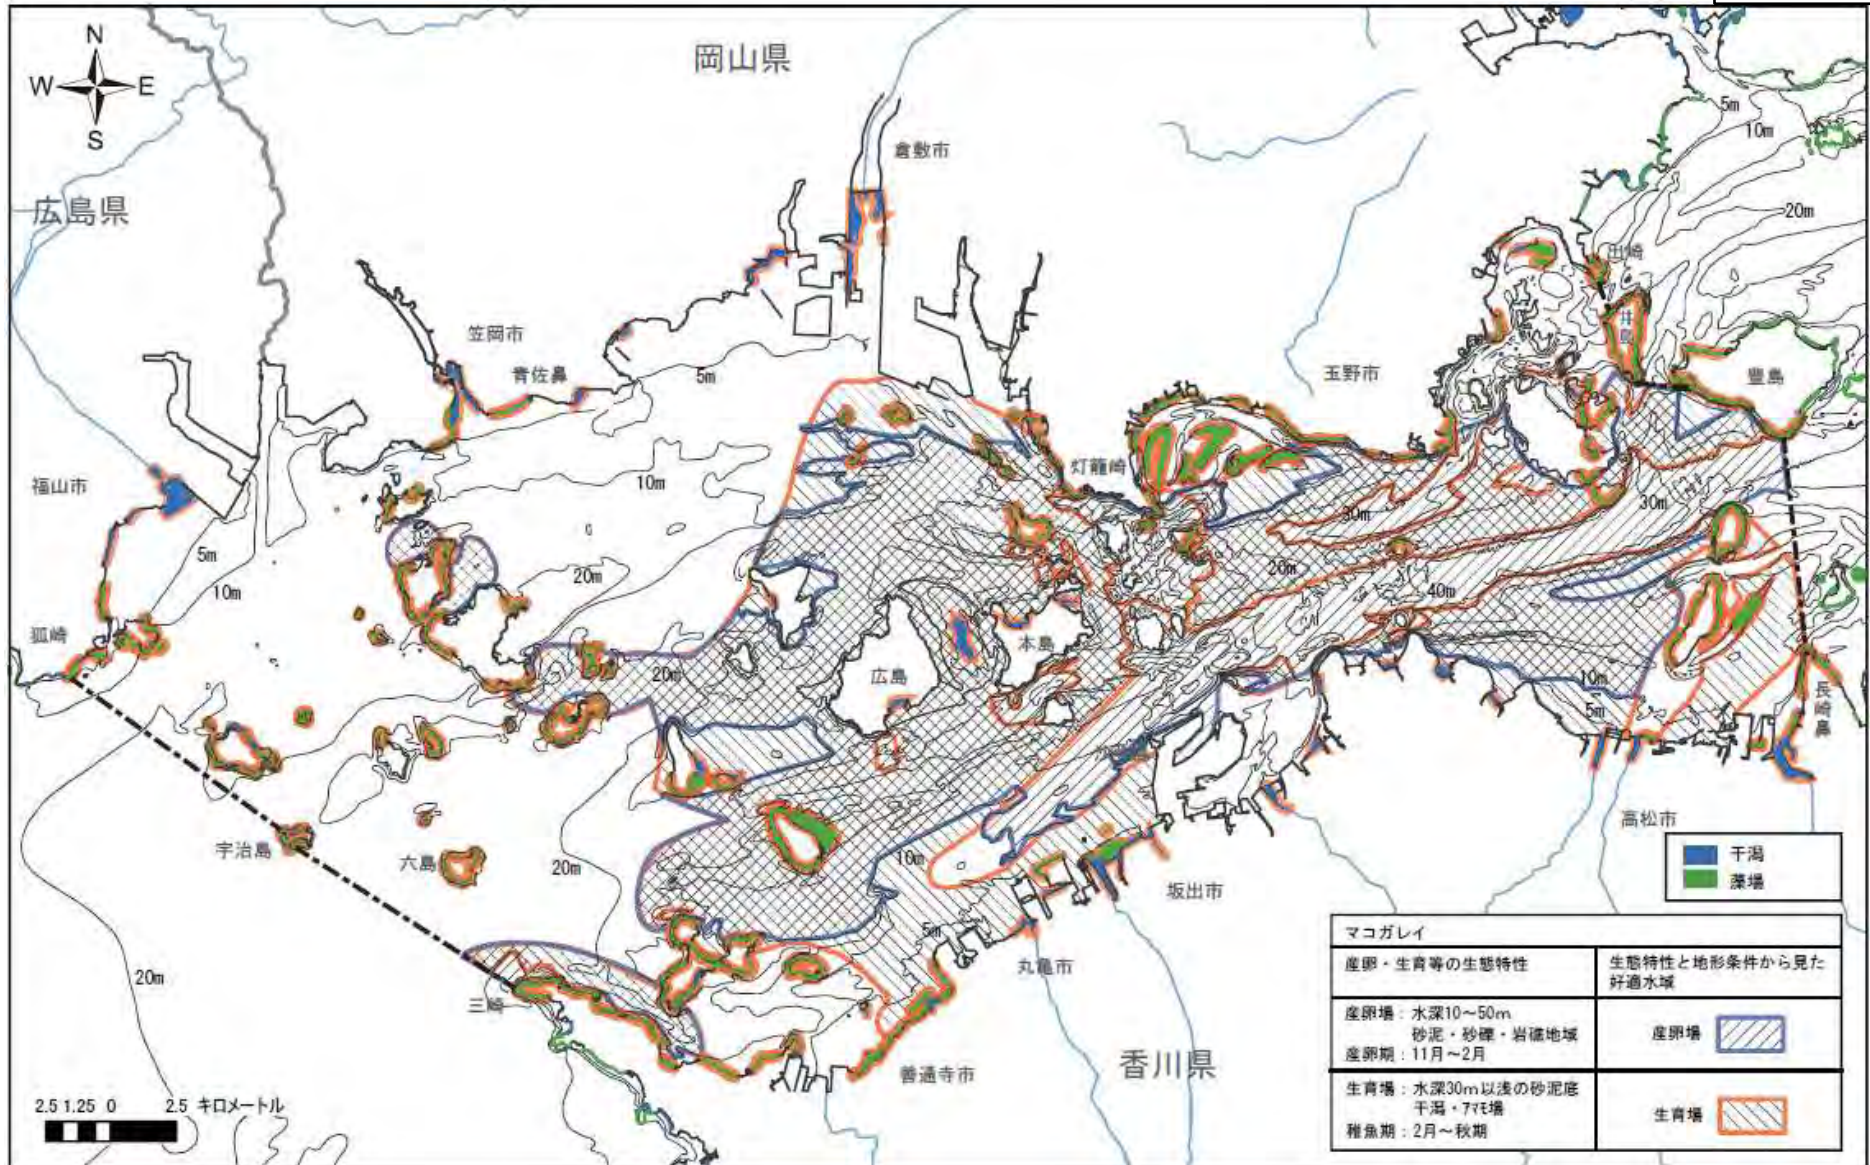 N
W E
S
岡山県
倉敷市
5m
10m
広島県
20m
出崎
井島
笠岡市
青佐鼻
5m
玉野市
豊島
福山市
10m
灯籠崎
30m
30m
5m
20m
20m
10m
40m
狐崎
本島
20m
広島
10m
長崎鼻
5m
宇治島
六島
20m
10m
高松市
坂出市
干潟
藻場
5m
丸亀市
20m
三崎
善通寺市
香川県
マコガレイ
産卵・生育等の生態特性
生態特性と地形条件から見た
好適水域
産卵場：水深10～50m
砂泥・砂礫・岩礁地域
産卵期：11月～2月
産卵場
生育場：水深30m以浅の砂泥底
干潟・アマモ場
稚魚期：2月～秋期
生育場
2.5 1.25 0 2.5 キロメートル